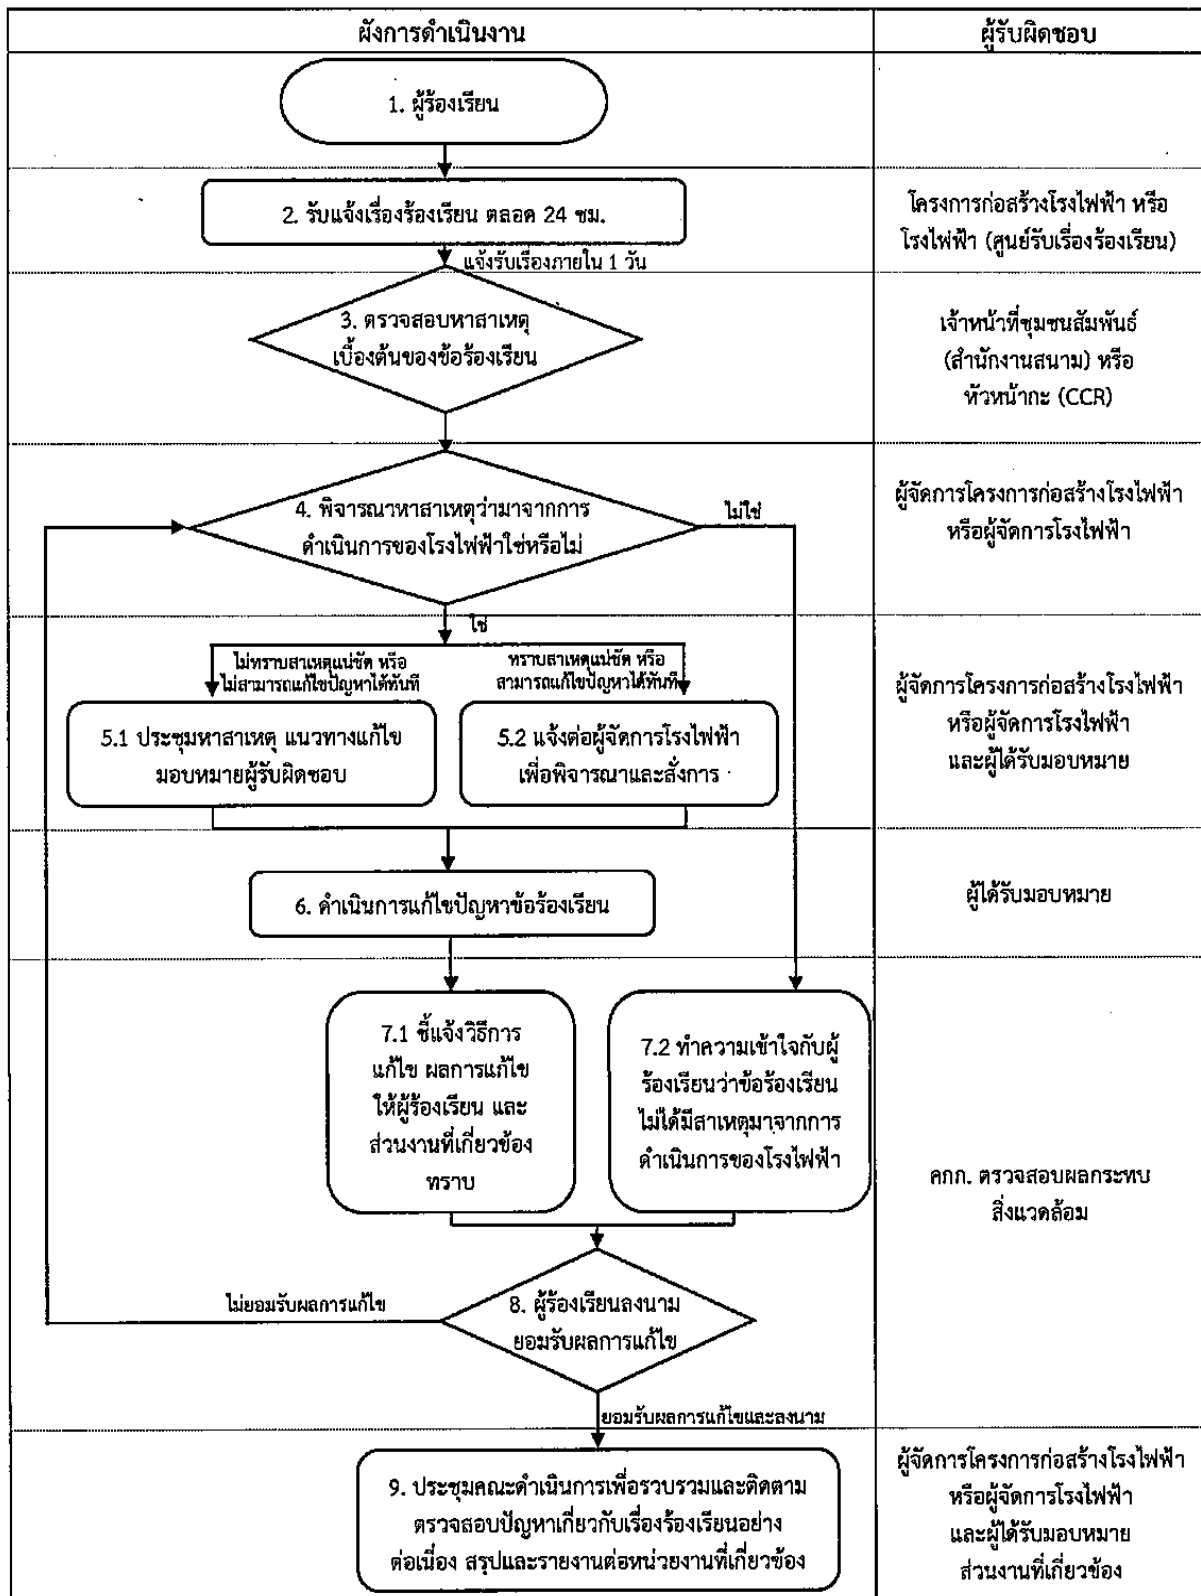 ผังการดำเนินงาน
ผู้รับผิดชอบ
1. ผู้ร้องเรียน
2. รับแจ้งเรื่องร้องเรียน ตลอด 24 ชม.
โครงการก่อสร้างโรงไฟฟ้า หรือ
โรงไฟฟ้า (ศูนย์รับเรื่องร้องเรียน)
แจ้งรับเรื่องภายใน 1 วัน
3. ตรวจสอบหาสาเหตุ
เบื้องต้นของข้อร้องเรียน
เจ้าหน้าที่ชุมชนสัมพันธ์
(สำนักงานสนาม) หรือ
หัวหน้ากะ (CCR)
4. พิจารณาหาสาเหตุว่ามาจากการ
ดำเนินการของโรงไฟฟ้าใช่หรือไม่
ไม่ใช่
ผู้จัดการโครงการก่อสร้างโรงไฟฟ้า
หรือผู้จัดการโรงไฟฟ้า
ใช่
ไม่ทราบสาเหตุแน่ชัด หรือ
ไม่สามารถแก้ไขปัญหาได้ทันที
ทราบสาเหตุแน่ชัด หรือ
สามารถแก้ไขปัญหาได้ทันที
5.1 ประชุมหาสาเหตุ แนวทางแก้ไข
มอบหมายผู้รับผิดชอบ
5.2 แจ้งต่อผู้จัดการโรงไฟฟ้า
เพื่อพิจารณาและสั่งการ
ผู้จัดการโครงการก่อสร้างโรงไฟฟ้า
หรือผู้จัดการโรงไฟฟ้า
และผู้ได้รับมอบหมาย
6. ดำเนินการแก้ไขปัญหาข้อร้องเรียน
ผู้ได้รับมอบหมาย
7.1 ชี้แจ้งวิธีการ
แก้ไข ผลการแก้ไข
ให้ผู้ร้องเรียน และ
ส่วนงานที่เกี่ยวข้อง
ทราบ
7.2 ทำความเข้าใจกับผู้
ร้องเรียนว่าข้อร้องเรียน
ไม่ได้มีสาเหตุมาจากการ
ดำเนินการของโรงไฟฟ้า
คกก. ตรวจสอบผลกระทบ
สิ่งแวดล้อม
ไม่ยอมรับผลการแก้ไข
8. ผู้ร้องเรียนลงนาม
ยอมรับผลการแก้ไข
ยอมรับผลการแก้ไขและลงนาม
9. ประชุมคณะดำเนินการเพื่อรวบรวมและติดตาม
ตรวจสอบปัญหาเกี่ยวกับเรื่องร้องเรียนอย่าง
ต่อเนื่อง สรุปและรายงานต่อหน่วยงานที่เกี่ยวข้อง
ผู้จัดการโครงการก่อสร้างโรงไฟฟ้า
หรือผู้จัดการโรงไฟฟ้า
และผู้ได้รับมอบหมาย
ส่วนงานที่เกี่ยวข้อง